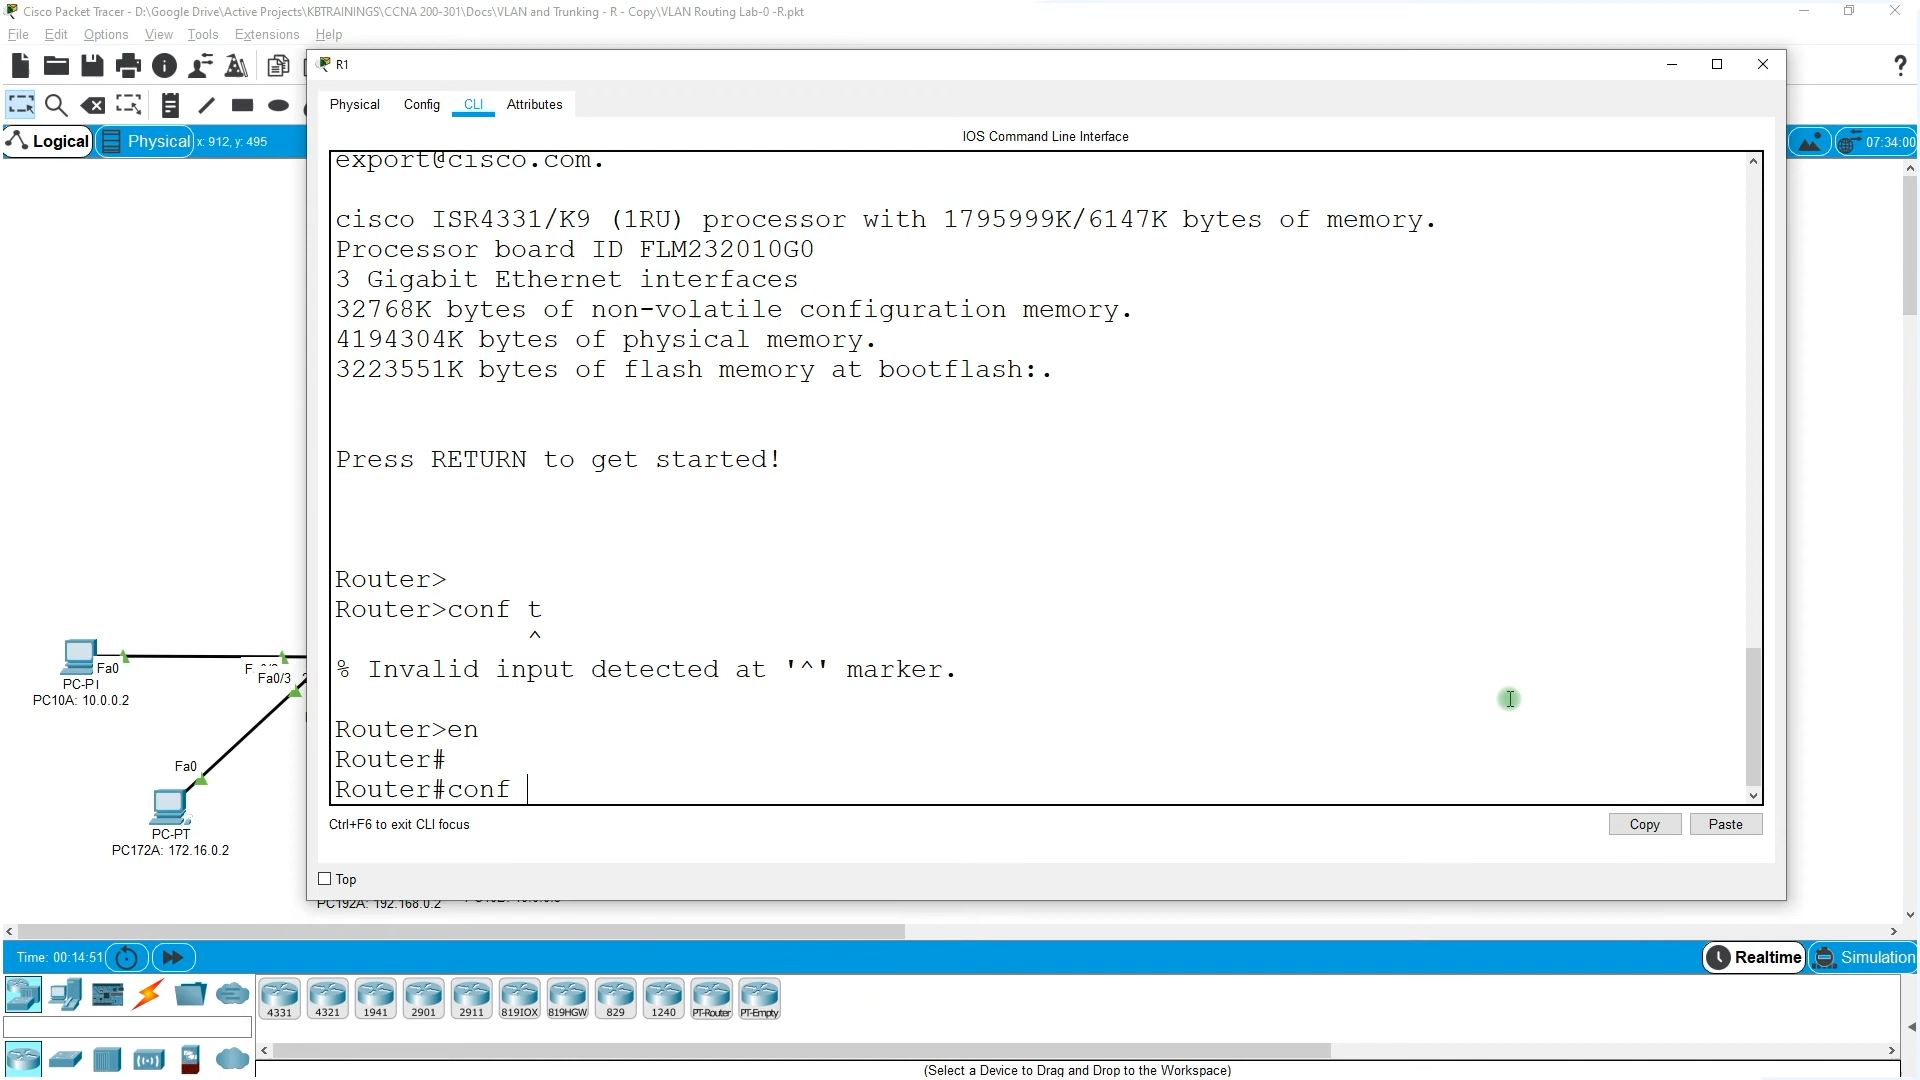 Cisco Packet Tracer - D:\Google Drive\Active Projects\KBTRAININGS\CCNA 200-301\Docs\VLAN and Trunking - R - Copy\VLAN Routing Lab-0 -R.pkt
File Edit Options View Tools Extensions Help
R1
Physical Config CLI Attributes
Logical Physical x: 912, y: 495
07:34:00
IOS Command Line Interface
export@cisco.com.
cisco ISR4331/K9 (1RU) processor with 1795999K/6147K bytes of memory.
Processor board ID FLM232010G0
3 Gigabit Ethernet interfaces
32768K bytes of non-volatile configuration memory.
4194304K bytes of physical memory.
3223551K bytes of flash memory at bootflash:.
Press RETURN to get started!
Router>
Router>conf t
^
% Invalid input detected at '^' marker.
Router>en
Router#
Router#conf
Fa0
Fa0/3
PC-PT
PC10A: 10.0.0.2
Fa0
PC-PT
PC172A: 172.16.0.2
Ctrl+F6 to exit CLI focus
Copy Paste
Top
PC192A: 192.168.0.2
Time: 00:14:51
Realtime Simulation
4331 4321 1941 2901 2911 819IOX 819HGW 829 1240 PT-Router PT-Empty
(Select a Device to Drag and Drop to the Workspace)